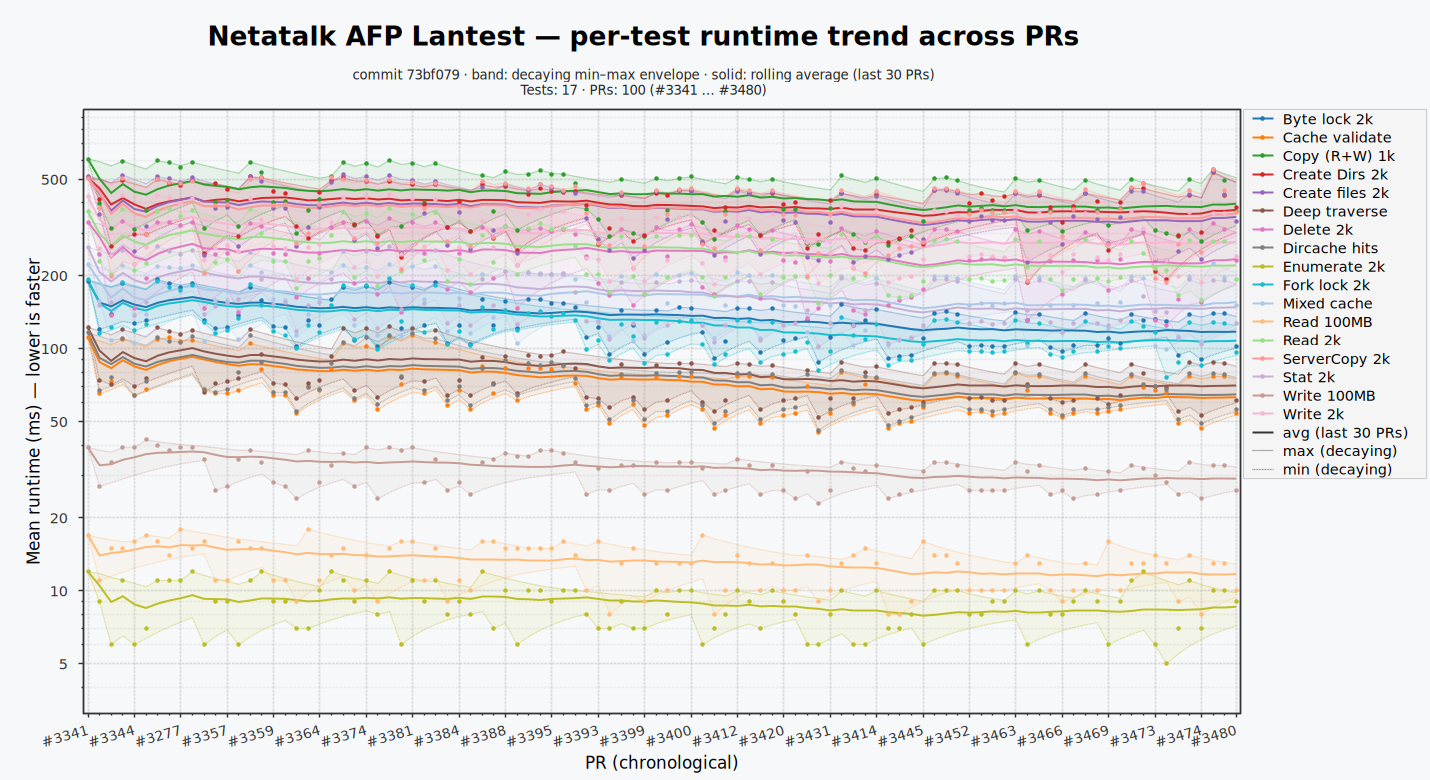 Netatalk AFP Lantest — per-test runtime trend across PRs
commit 73bf079 · band: decaying min–max envelope · solid: rolling average (last 30 PRs)
Tests: 17 · PRs: 100 (#3341 … #3480)
Mean runtime (ms) — lower is faster
500
200
100
50
20
10
5
#3341
#3344
#3277
#3357
#3359
#3364
#3374
#3381
#3384
#3388
#3395
#3393
#3399
#3400
#3412
#3420
#3431
#3414
#3445
#3452
#3463
#3466
#3469
#3473
#3474
#3480
PR (chronological)
Byte lock 2k
Cache validate
Copy (R+W) 1k
Create Dirs 2k
Create files 2k
Deep traverse
Delete 2k
Dircache hits
Enumerate 2k
Fork lock 2k
Mixed cache
Read 100MB
Read 2k
ServerCopy 2k
Stat 2k
Write 100MB
Write 2k
avg (last 30 PRs)
max (decaying)
min (decaying)